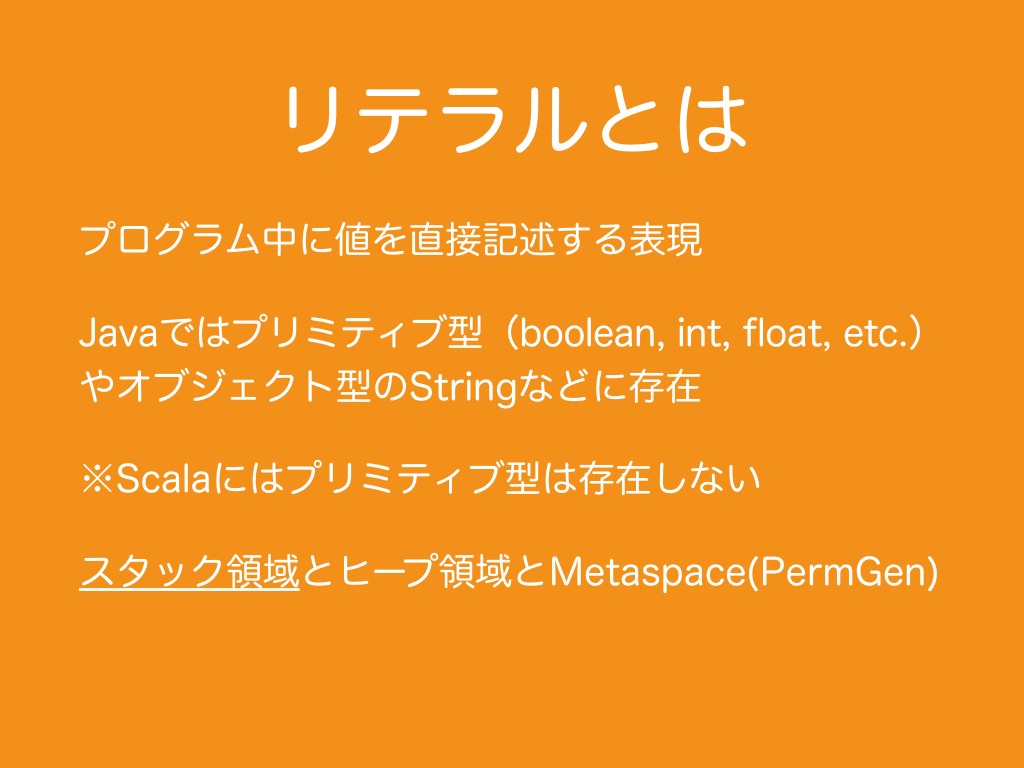 リテラルとは
プログラム中に値を直接記述する表現
Javaではプリミティブ型（boolean, int, float, etc.）
やオブジェクト型のStringなどに存在
※Scalaにはプリミティブ型は存在しない
スタック領域とヒープ領域とMetaspace(PermGen)